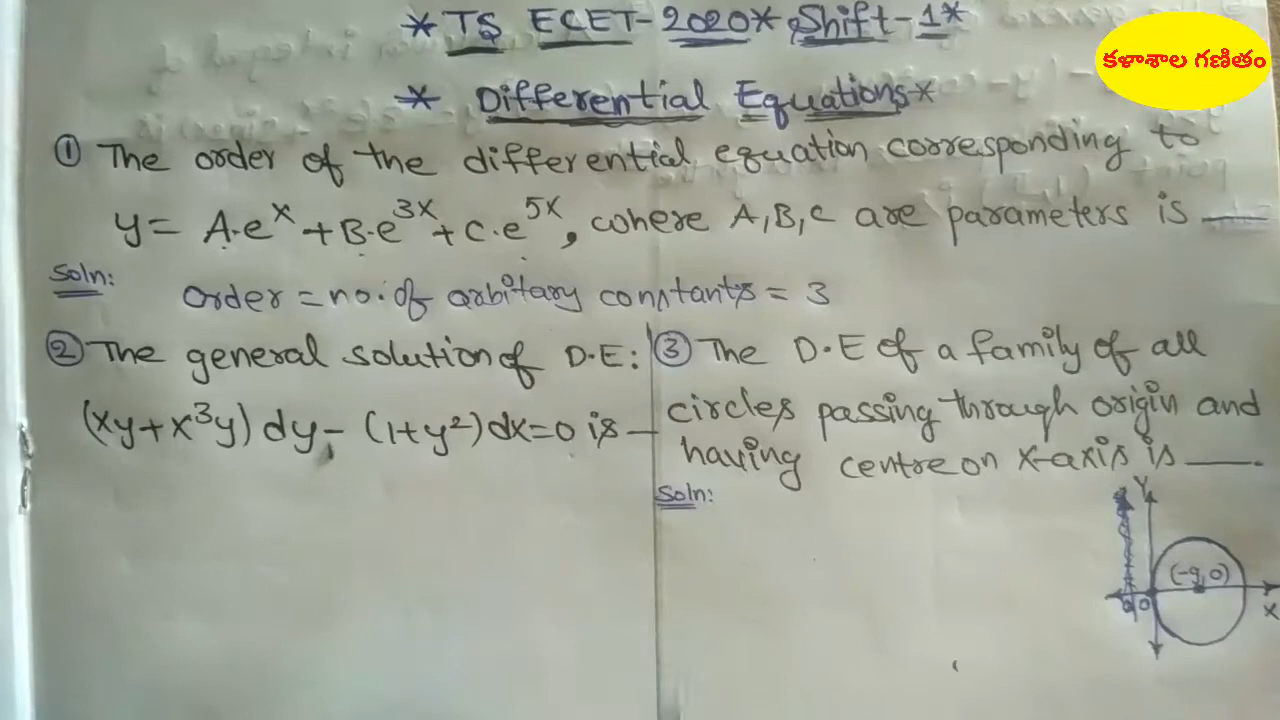 * TS ECET-2020* Shift-1*
కళాశాల గణితం
* Differential Equations*
① The order of the differential equation corresponding to
y = A.e^x + B.e^3x + C.e^5x, where A,B,C are parameters is ___
Soln:
Order = no. of arbitary constants = 3
② The general solution of D.E:
(xy+x³y) dy - (1+y²) dx=0 is —
③ The D.E of a family of all
circles passing through origin and
having centre on x-axis is ___.
Soln:
Y
(-g,0)
O
X